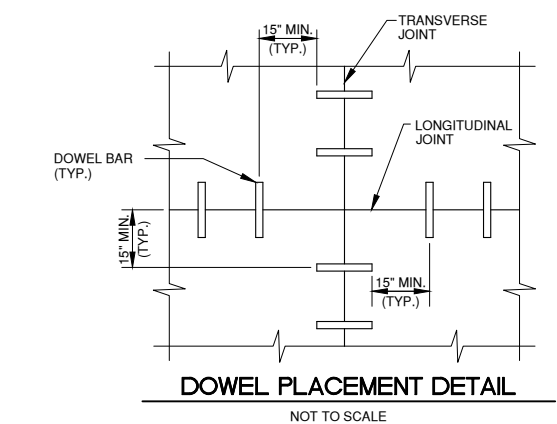 15" MIN.
(TYP.)
TRANSVERSE
JOINT
LONGITUDINAL
JOINT
DOWEL BAR
(TYP.)
15" MIN.
(TYP.)
15" MIN.
(TYP.)
DOWEL PLACEMENT DETAIL
NOT TO SCALE